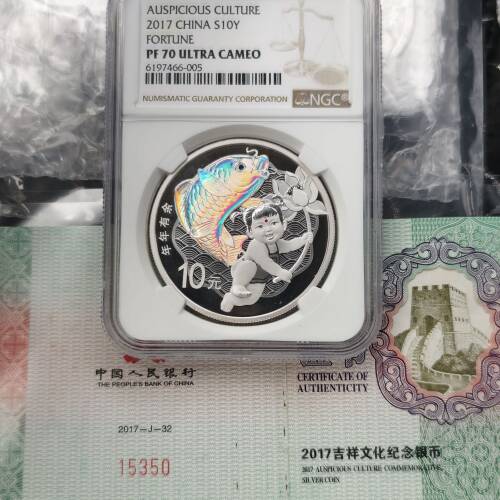 AUSPICIOUS CULTURE
2017 CHINA S10Y
FORTUNE
PF 70 ULTRA CAMEO
6197466-005
NUMISMATIC GUARANTY CORPORATION
NGC
年年有余
10元
中国人民银行
THE PEOPLE'S BANK OF CHINA
CERTIFICATE OF
AUTHENTICITY
2017-J-32
15350
2017吉祥文化纪念银币
2017 AUSPICIOUS CULTURE COMMEMORATIVE
SILVER COIN